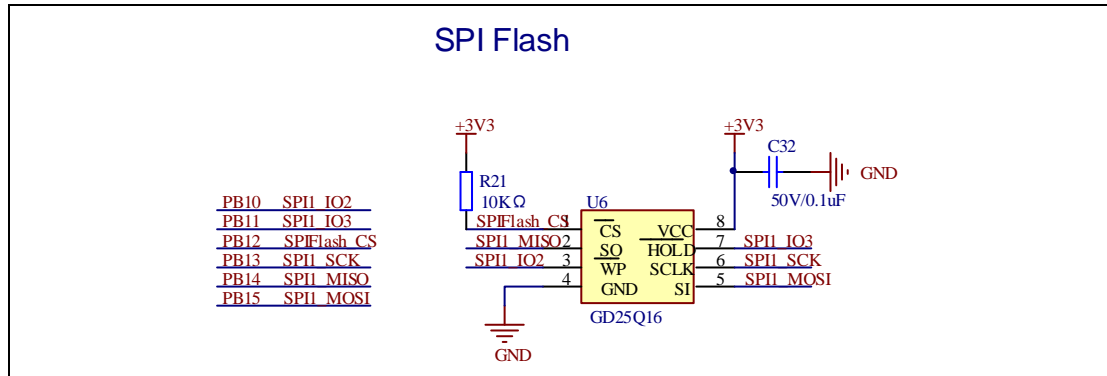 SPI Flash
+3V3
+3V3
C32
GND
50V/0.1uF
R21
10KΩ
U6
PB10 SPI1_IO2
PB11 SPI1_IO3
PB12 SPIFlash_CS
PB13 SPI1_SCK
PB14 SPI1_MISO
PB15 SPI1_MOSI
SPIFlash_CS 1 CS VCC 8
SPI1_MISO 2 SO HOLD 7 SPI1_IO3
SPI1_IO2 3 WP SCLK 6 SPI1_SCK
4 GND SI 5 SPI1_MOSI
GD25Q16
GND